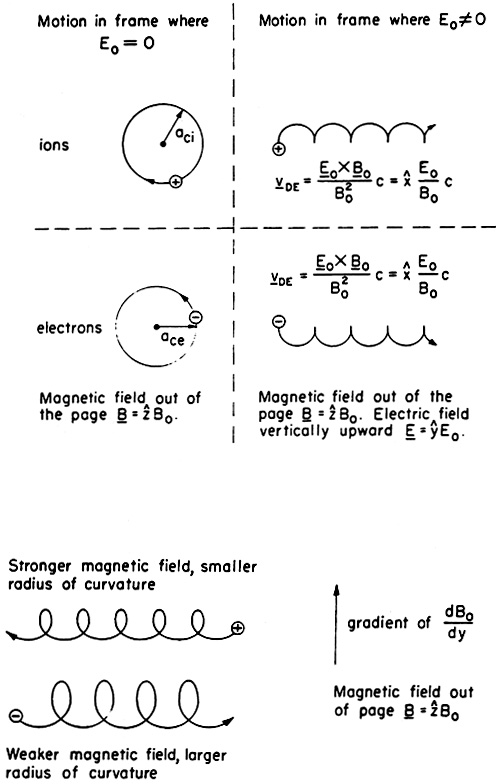 Motion in frame where
E₀ = O
Motion in frame where E₀≠O
ions
a_ci
⊕
⊕
v_DE = E₀ X B₀ / B₀² c = x̂ E₀ / B₀ c
electrons
a_ce
⊖
v_DE = E₀ X B₀ / B₀² c = x̂ E₀ / B₀ c
⊖
Magnetic field out of
the page B = ẑB₀.
Magnetic field out of the
page B = ẑB₀. Electric field
vertically upward E = ŷE₀.
Stronger magnetic field, smaller
radius of curvature
⊕
⊖
Weaker magnetic field, larger
radius of curvature
gradient of dB₀ / dy
Magnetic field out
of page B = ẑB₀